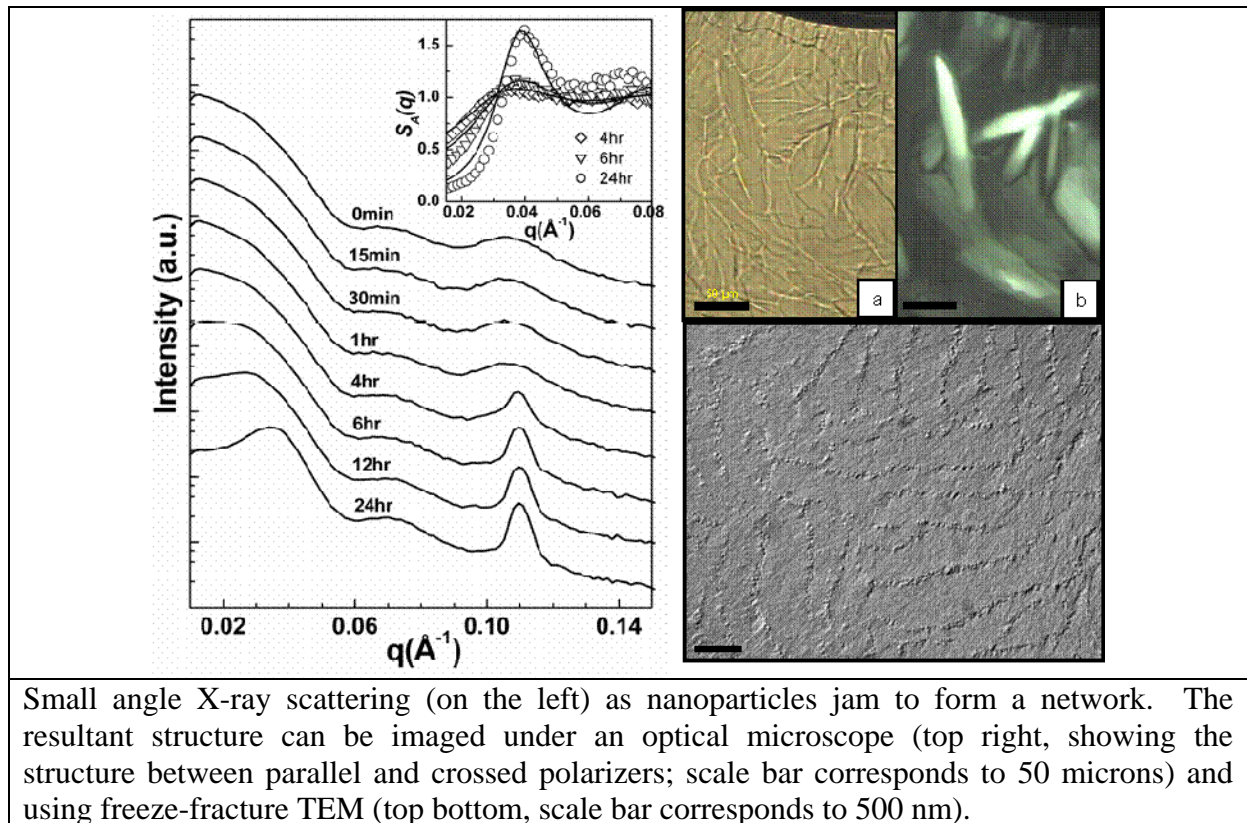 1.5
1.0
0.5
0.0
S_A(q)
4hr
6hr
24hr
0.02 0.04 0.06 0.08
q(Å⁻¹)
0min
15min
30min
1hr
4hr
6hr
12hr
24hr
Intensity (a.u.)
0.02 0.06 0.10 0.14
q(Å⁻¹)
50 µm
a
b
Small angle X-ray scattering (on the left) as nanoparticles jam to form a network. The
resultant structure can be imaged under an optical microscope (top right, showing the
structure between parallel and crossed polarizers; scale bar corresponds to 50 microns) and
using freeze-fracture TEM (top bottom, scale bar corresponds to 500 nm).